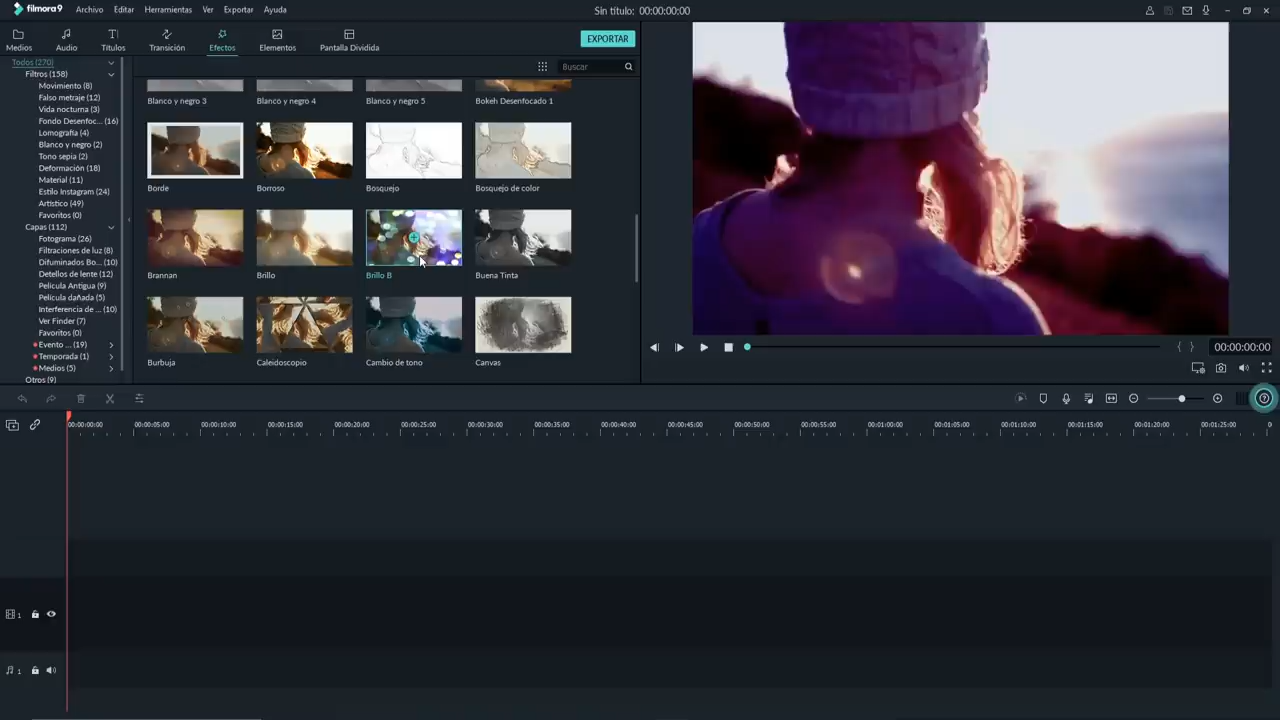 filmora9 Archivo Editar Herramientas Ver Exportar Ayuda Sin título: 00:00:00:00
Medios Audio Títulos Transición Efectos Elementos Pantalla Dividida EXPORTAR
Todos (270)
Filtros (158)
Movimiento (8)
Falso metraje (12)
Vida nocturna (3)
Fondo Desenfoc... (16)
Lomografía (4)
Blanco y negro (2)
Tono sepia (2)
Deformación (18)
Material (11)
Estilo Instagram (24)
Artístico (49)
Favoritos (0)
Capas (112)
Fotograma (26)
Filtraciones de luz (8)
Difuminados Bo... (10)
Detellos de lente (12)
Película Antigua (9)
Película dañada (5)
Interferencia de ... (10)
Ver Finder (7)
Favoritos (0)
Evento ... (19)
Temporada (1)
Medios (5)
Otros (9)
Buscar
Blanco y negro 3 Blanco y negro 4 Blanco y negro 5 Bokeh Desenfocado 1
Borde Borroso Bosquejo Bosquejo de color
Brannan Brillo Brillo B Buena Tinta
Burbuja Caleidoscopio Cambio de tono Canvas
00:00:00:00
00:00:00:00 00:00:05:00 00:00:10:00 00:00:15:00 00:00:20:00 00:00:25:00 00:00:30:00 00:00:35:00 00:00:40:00 00:00:45:00 00:00:50:00 00:00:55:00 00:01:00:00 00:01:05:00 00:01:10:00 00:01:15:00 00:01:20:00 00:01:25:00 0
1
1